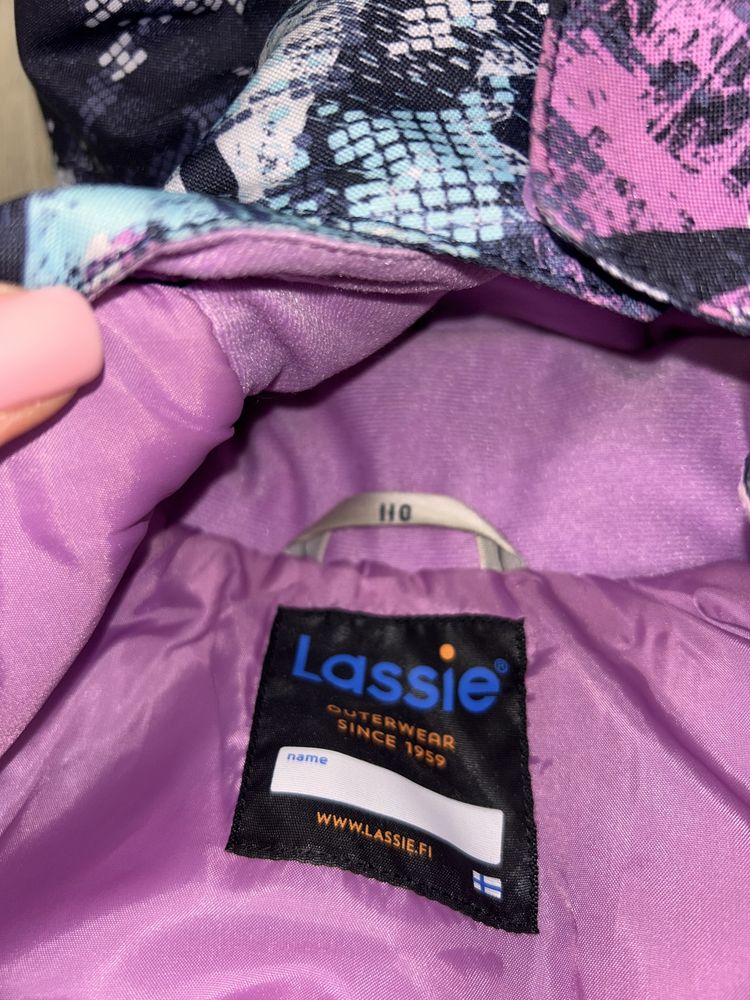 110
Lassie®
OUTERWEAR
SINCE 1959
name
WWW.LASSIE.FI